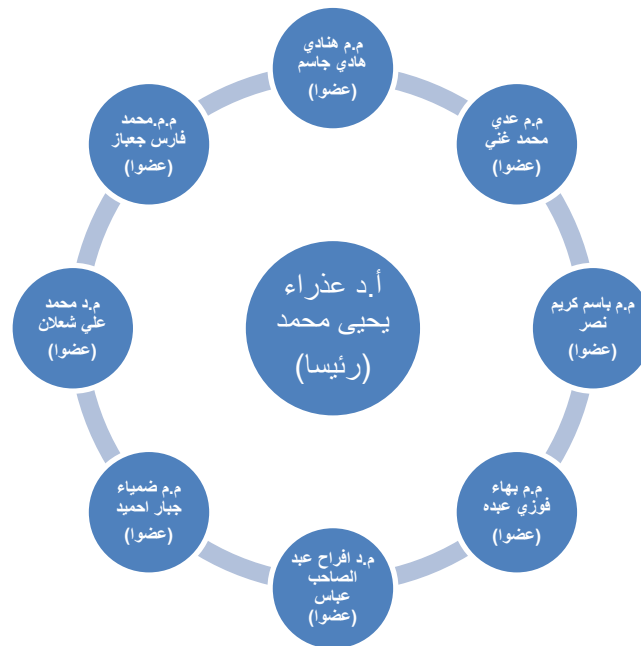 م.م هنادي
هادي جاسم
(عضوا)
م.م عدي
محمد غني
(عضوا)
م.م باسم كريم
نصر
(عضوا)
م.م بهاء
فوزي عبده
(عضوا)
م.د افراح عبد
الصاحب
عباس
(عضوا)
م.م ضمياء
جبار احميد
(عضوا)
م.د محمد
علي شعلان
(عضوا)
م.م.محمد
فارس جعباز
(عضوا)
أ.د عذراء
يحيى محمد
(رئيسا)